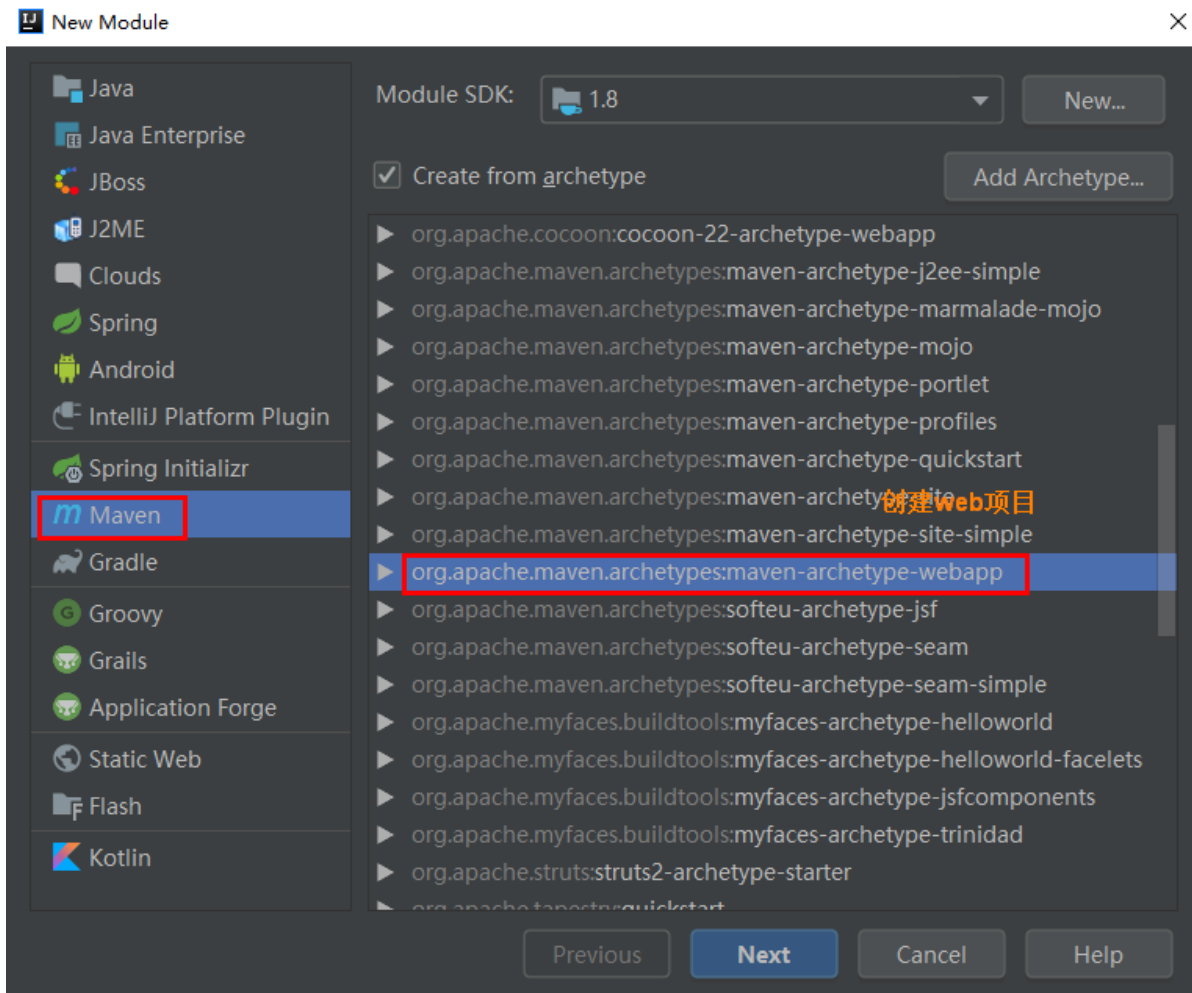 New Module
Java
Java Enterprise
JBoss
J2ME
Clouds
Spring
Android
IntelliJ Platform Plugin
Spring Initializr
Maven
Gradle
Groovy
Grails
Application Forge
Static Web
Flash
Kotlin
Module SDK: 1.8 New...
Create from archetype Add Archetype...
org.apache.cocoon:cocoon-22-archetype-webapp
org.apache.maven.archetypes:maven-archetype-j2ee-simple
org.apache.maven.archetypes:maven-archetype-marmalade-mojo
org.apache.maven.archetypes:maven-archetype-mojo
org.apache.maven.archetypes:maven-archetype-portlet
org.apache.maven.archetypes:maven-archetype-profiles
org.apache.maven.archetypes:maven-archetype-quickstart
org.apache.maven.archetypes:maven-archetype-site
创建web项目
org.apache.maven.archetypes:maven-archetype-site-simple
org.apache.maven.archetypes:maven-archetype-webapp
org.apache.maven.archetypes:softeu-archetype-jsf
org.apache.maven.archetypes:softeu-archetype-seam
org.apache.maven.archetypes:softeu-archetype-seam-simple
org.apache.myfaces.buildtools:myfaces-archetype-helloworld
org.apache.myfaces.buildtools:myfaces-archetype-helloworld-facelets
org.apache.myfaces.buildtools:myfaces-archetype-jsfcomponents
org.apache.myfaces.buildtools:myfaces-archetype-trinidad
org.apache.struts:struts2-archetype-starter
org.apache.tapestry:quickstart
Previous Next Cancel Help